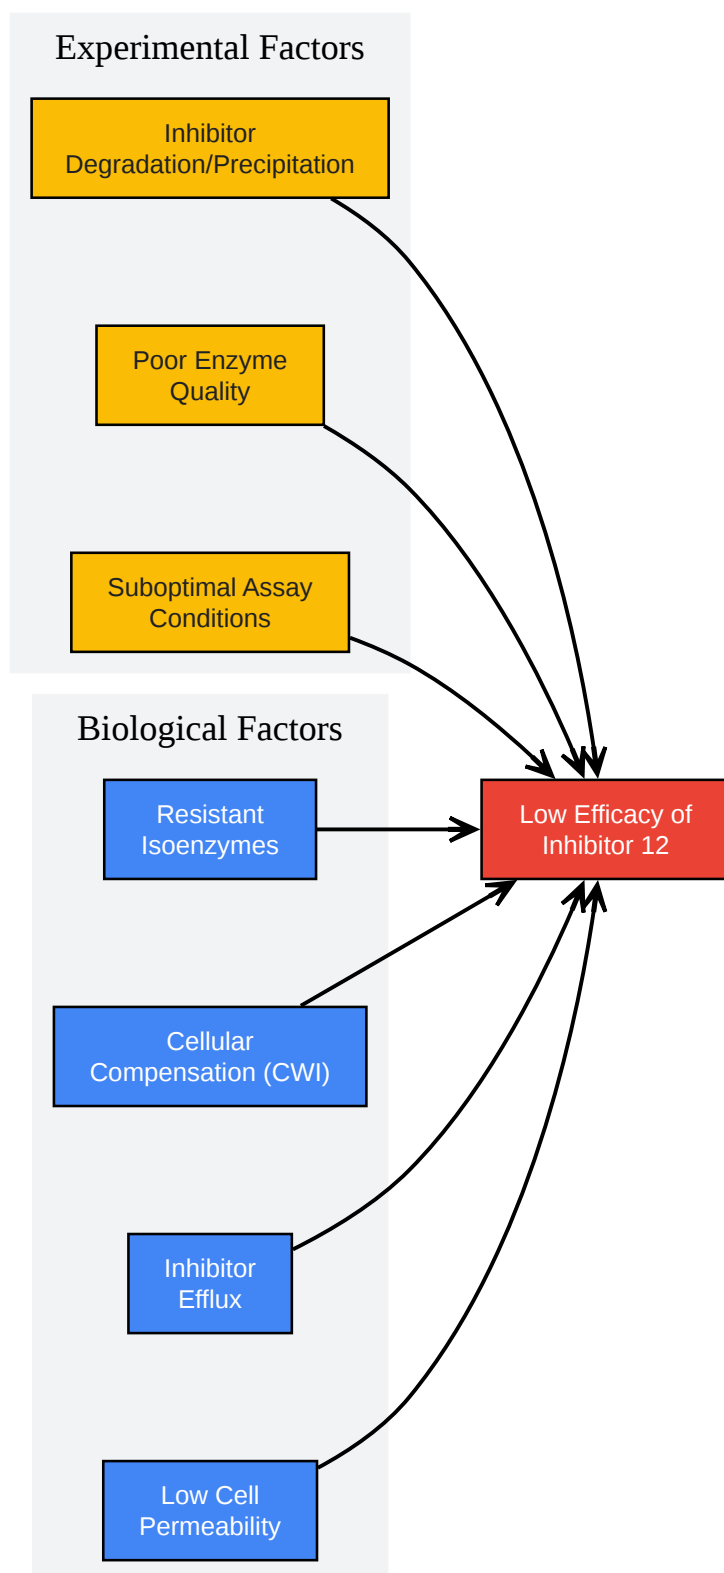 Experimental Factors
Inhibitor
Degradation/Precipitation
Poor Enzyme
Quality
Suboptimal Assay
Conditions
Biological Factors
Resistant
Isoenzymes
Low Efficacy of
Inhibitor 12
Cellular
Compensation (CWI)
Inhibitor
Efflux
Low Cell
Permeability